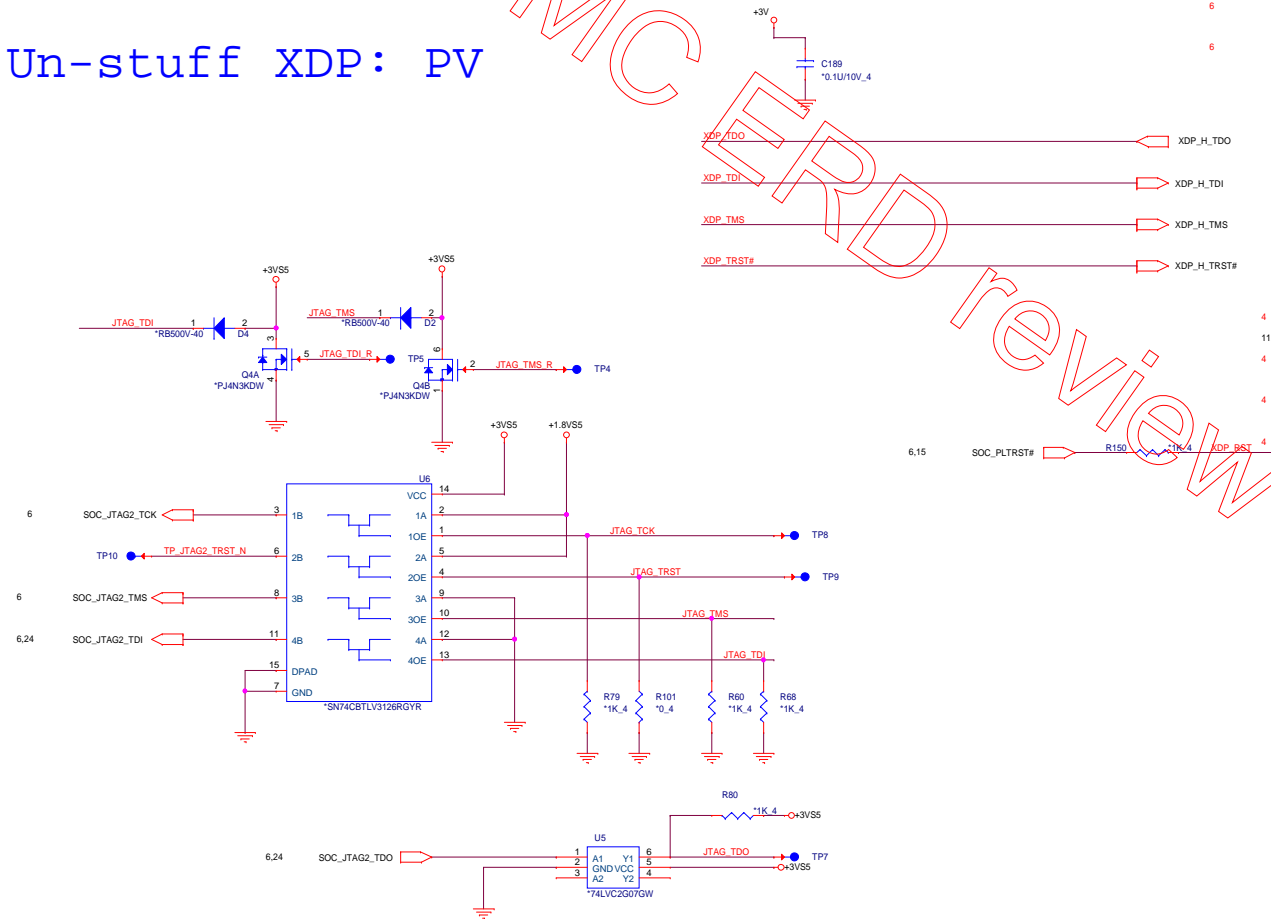 +3V
6
6
Un-stuff XDP: PV
C189
*0.1U/10V_4
MC ERD review
XDP_TDO
XDP_H_TDO
XDP_TDI
XDP_H_TDI
XDP_TMS
XDP_H_TMS
XDP_TRST#
XDP_H_TRST#
+3VS5
+3VS5
JTAG_TDI
1
2
*RB500V-40
D4
JTAG_TMS
1
2
*RB500V-40
D2
3
5
JTAG_TDI_R
TP5
Q4A
*PJ4N3KDW
4
6
2
JTAG_TMS_R
TP4
Q4B
*PJ4N3KDW
1
4
11
4
4
4
+3VS5
+1.8VS5
6,15
SOC_PLTRST#
R150
*1K_4
XDP_RST
U6
VCC
14
6
SOC_JTAG2_TCK
3
1B
1A
2
1OE
1
JTAG_TCK
TP8
TP10
TP_JTAG2_TRST_N
6
2B
2A
5
2OE
4
JTAG_TRST
TP9
6
SOC_JTAG2_TMS
8
3B
3A
9
3OE
10
JTAG_TMS
6,24
SOC_JTAG2_TDI
11
4B
4A
12
4OE
13
JTAG_TDI
15
DPAD
7
GND
*SN74CBTLV3126RGYR
R79
*1K_4
R101
*0_4
R60
*1K_4
R68
*1K_4
R80
*1K_4
+3VS5
U5
6,24
SOC_JTAG2_TDO
1
A1
Y1
6
JTAG_TDO
TP7
2
GND
VCC
5
+3VS5
3
A2
Y2
4
*74LVC2G07GW